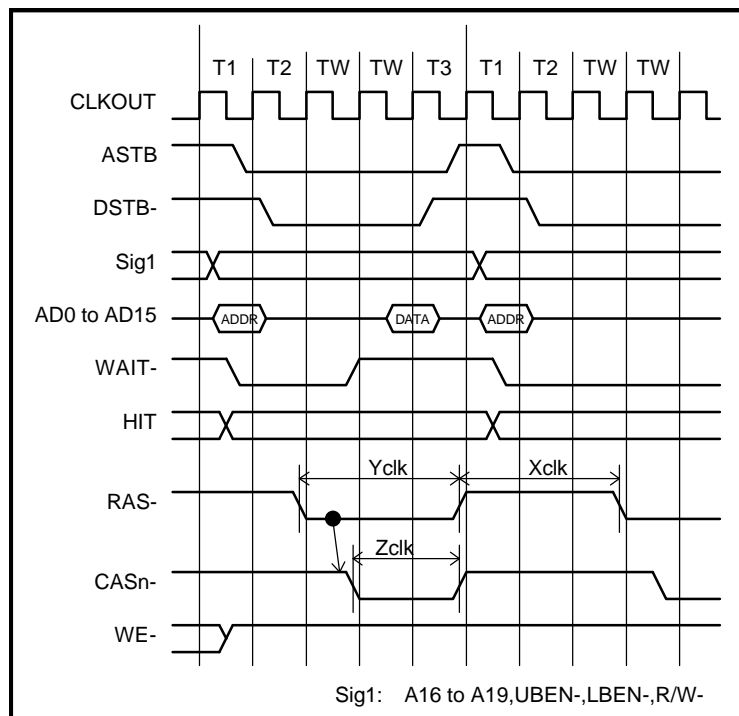 T1 T2 TW TW T3 T1 T2 TW TW
CLKOUT
ASTB
DSTB-
Sig1
AD0 to AD15 ADDR DATA ADDR
WAIT-
HIT
Yclk Xclk
RAS-
Zclk
CASn-
WE-
Sig1: A16 to A19,UBEN-,LBEN-,R/W-